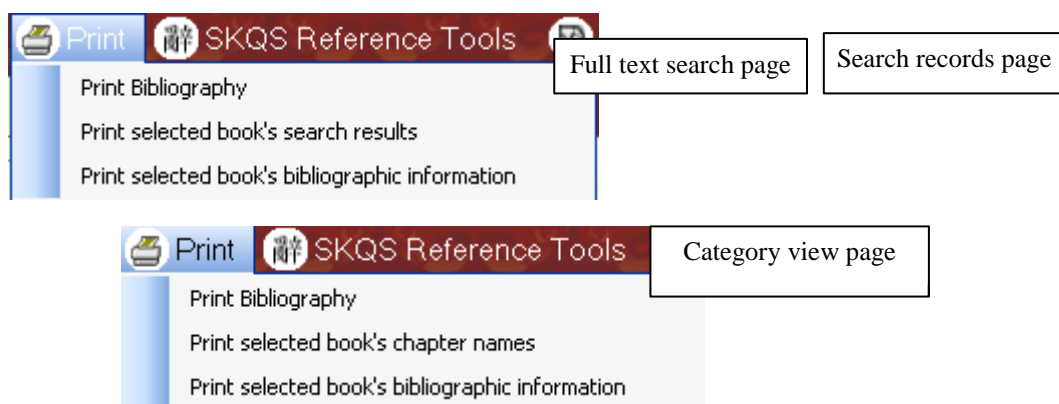 Print 辭 SKQS Reference Tools
Full text search page
Search records page
Print Bibliography
Print selected book's search results
Print selected book's bibliographic information
Print 辭 SKQS Reference Tools
Category view page
Print Bibliography
Print selected book's chapter names
Print selected book's bibliographic information